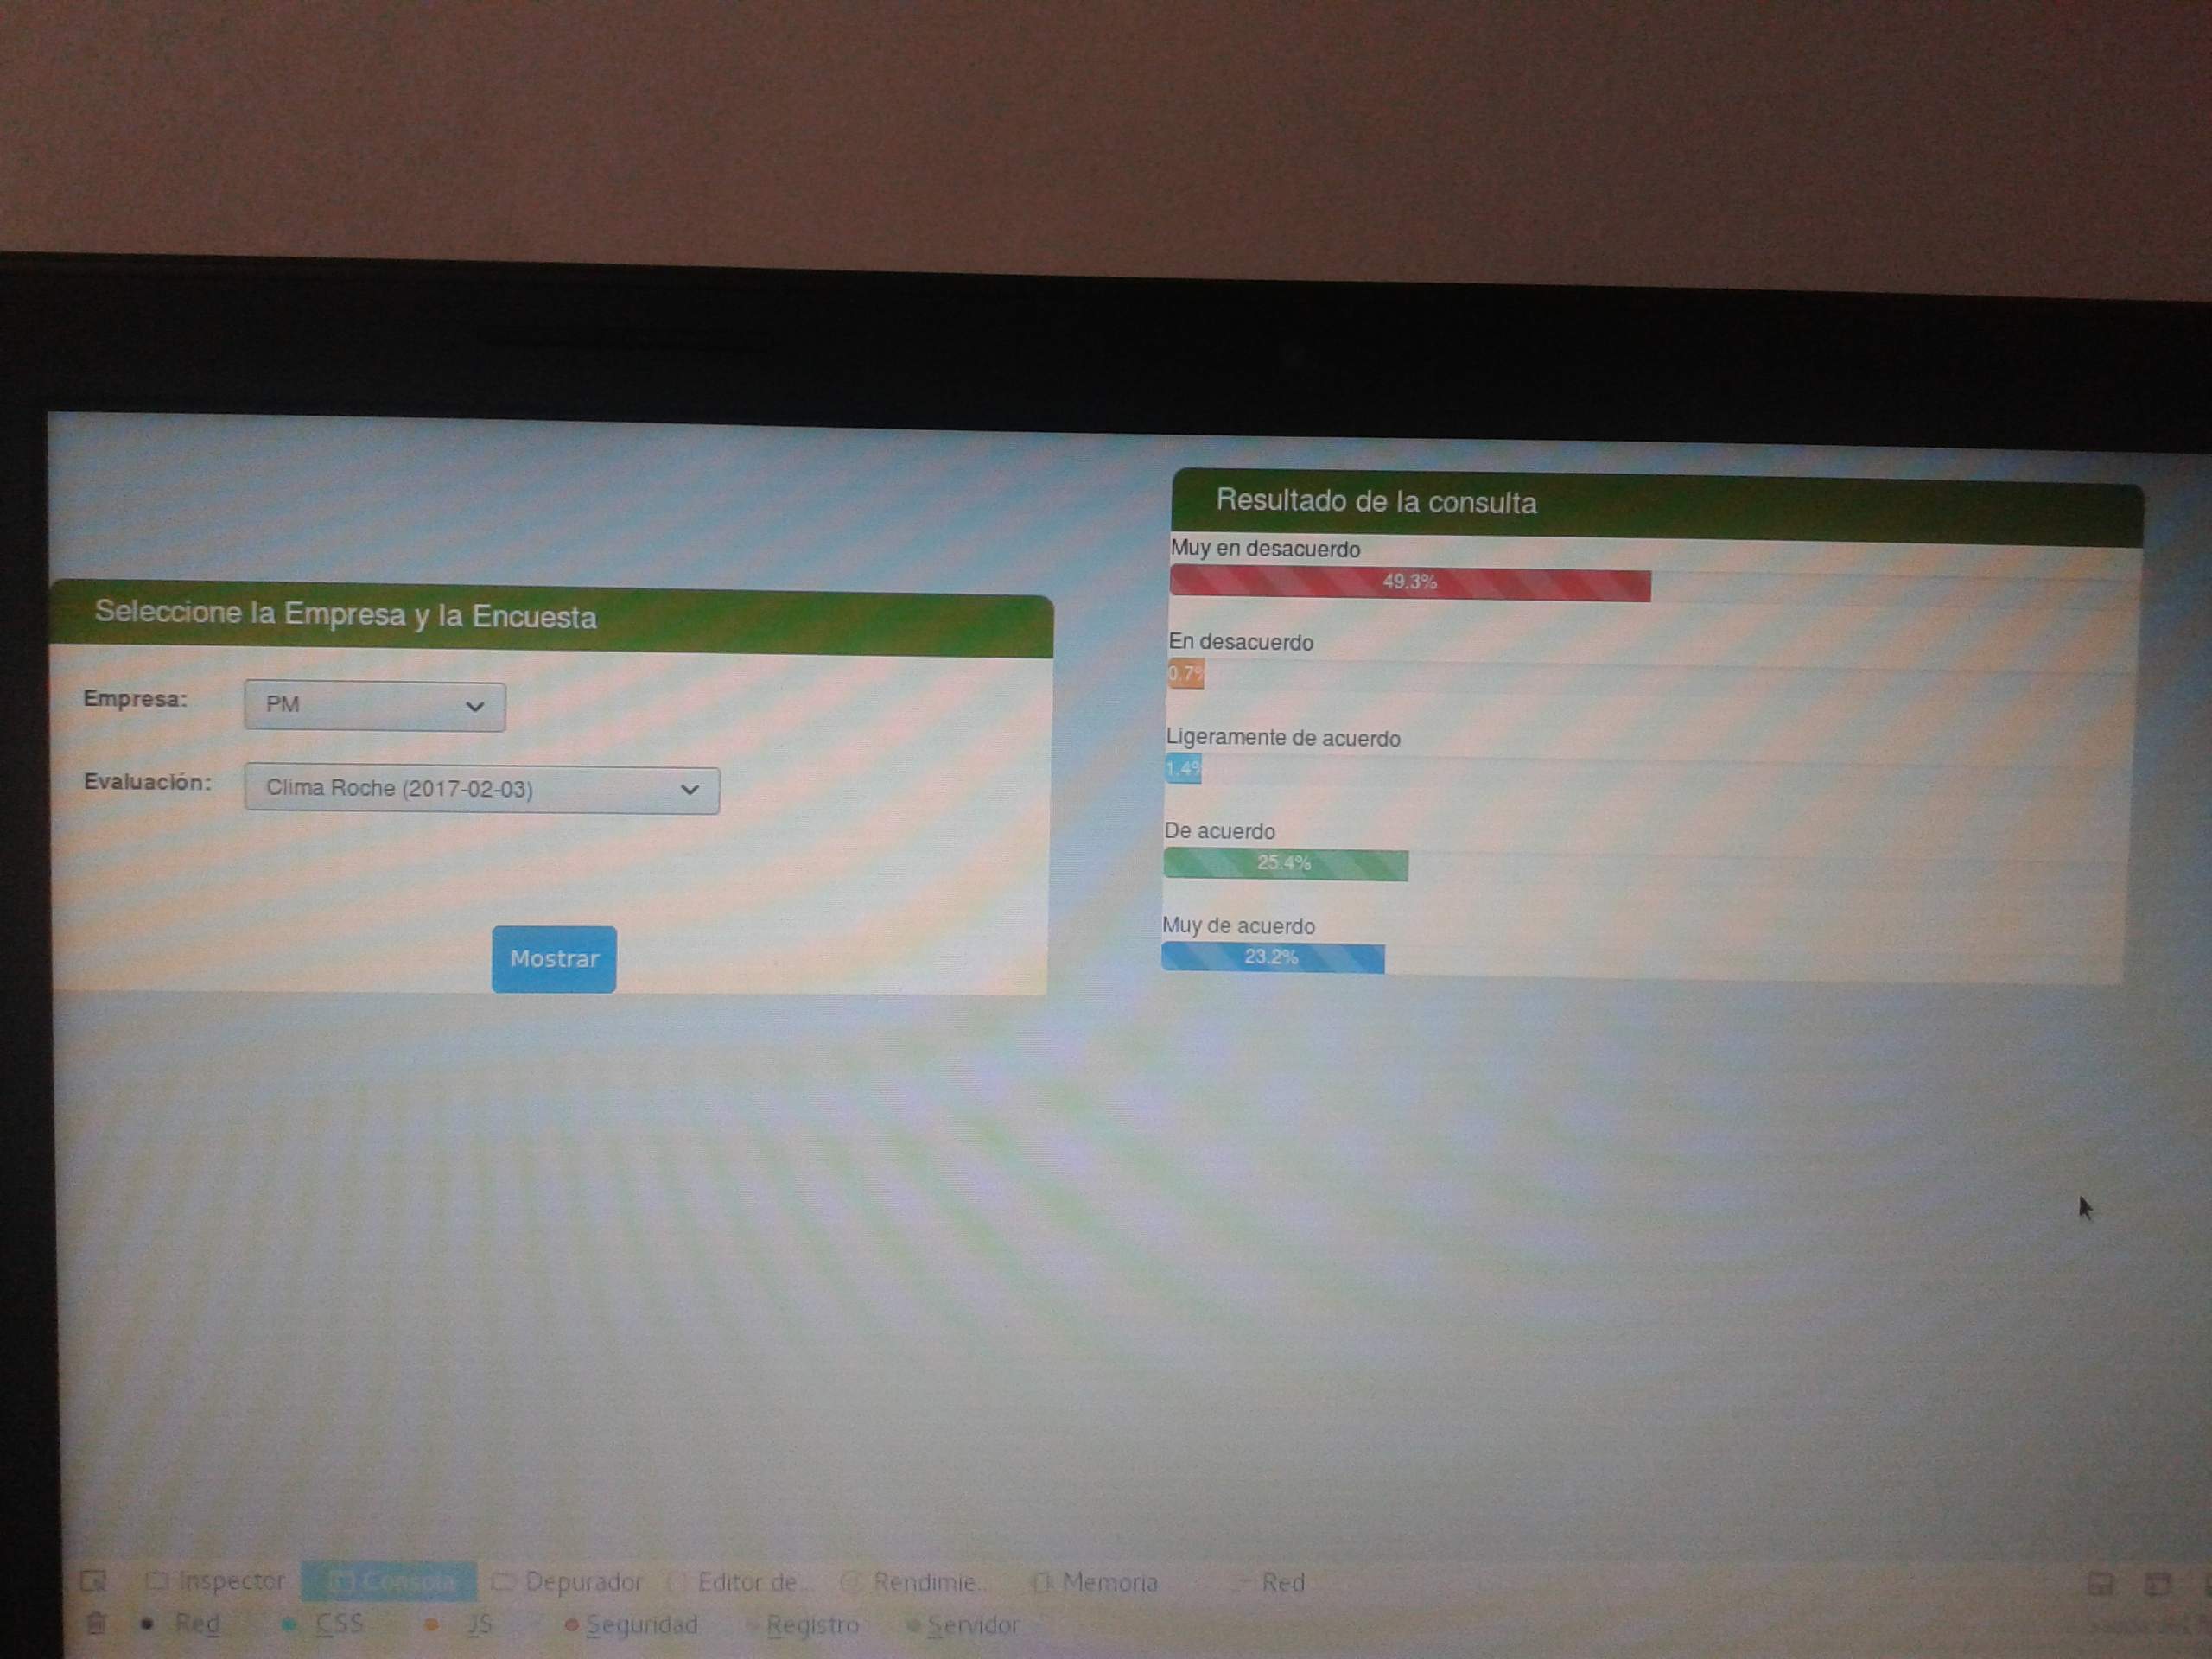 Seleccione la Empresa y la Encuesta
Empresa:
PM
Evaluación:
Clima Roche (2017-02-03)
Mostrar
Resultado de la consulta
Muy en desacuerdo
49.3%
En desacuerdo
0.7%
Ligeramente de acuerdo
1.4%
De acuerdo
25.4%
Muy de acuerdo
23.2%
Inspector Consola Depurador Editor de... Rendimie... Memoria Red
Red CSS JS Seguridad Registro Servidor